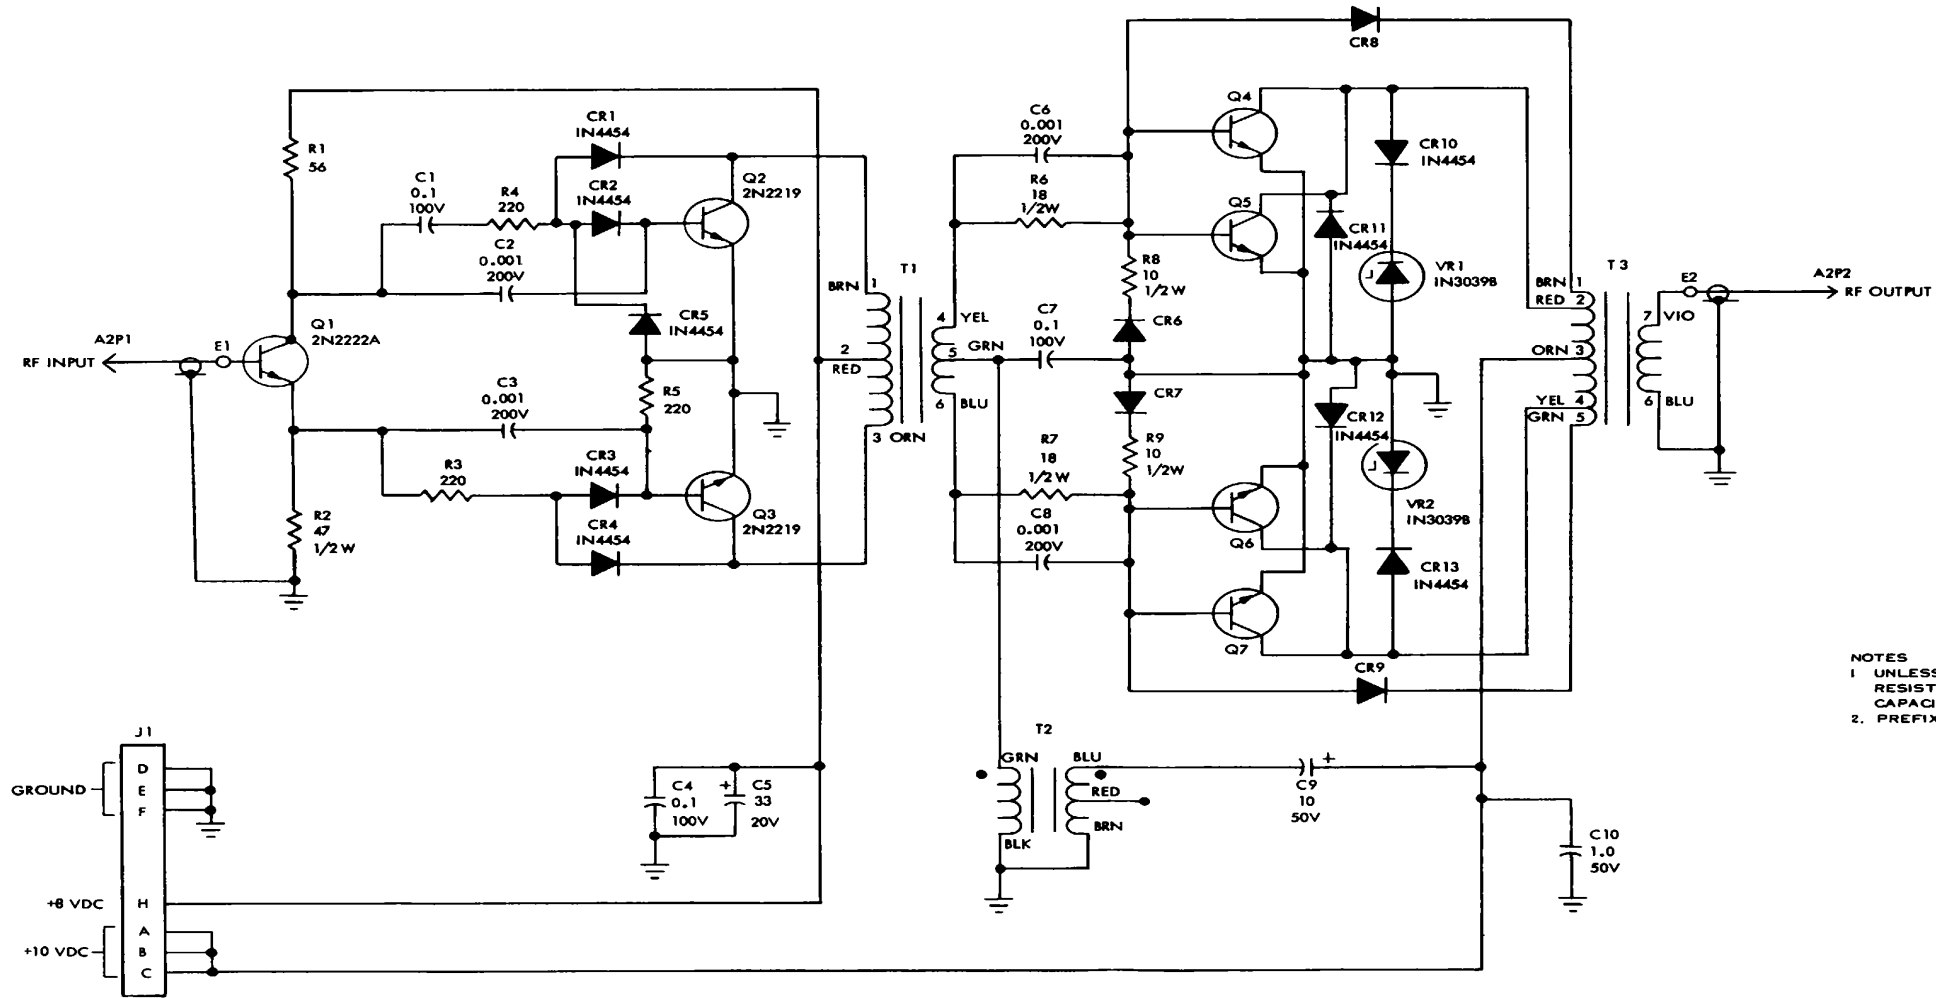 CR8
R1
56
C1
0.1
100V
R4
220
CR1
IN4454
CR2
IN4454
C2
0.001
200V
Q2
2N2219
CR5
IN4454
Q1
2N2222A
RF INPUT
A2P1
E1
C3
0.001
200V
R5
220
R3
220
CR3
IN4454
CR4
IN4454
Q3
2N2219
R2
47
1/2 W
T1
BRN 1
2
RED
3 ORN
4 YEL
5 GRN
6 BLU
C6
0.001
200V
R6
18
1/2W
C7
0.1
100V
R8
10
1/2 W
CR6
CR7
R9
10
1/2W
R7
18
1/2 W
C8
0.001
200V
Q4
Q5
Q6
Q7
CR10
IN4454
CR11
IN4454
VR1
IN3039B
CR12
IN4454
VR2
IN3039B
CR13
IN4454
CR9
T3
BRN 1
RED 2
ORN 3
YEL 4
GRN 5
7 VIO
6 BLU
E2
A2P2
RF OUTPUT
NOTES
1 UNLESS
RESIST
CAPACI
2. PREFIX
J1
GROUND
D
E
F
+8 VDC
H
+10 VDC
A
B
C
C4
0.1
100V
+ C5
33
20V
T2
GRN
BLK
BLU
RED
BRN
+
C9
10
50V
C10
1.0
50V